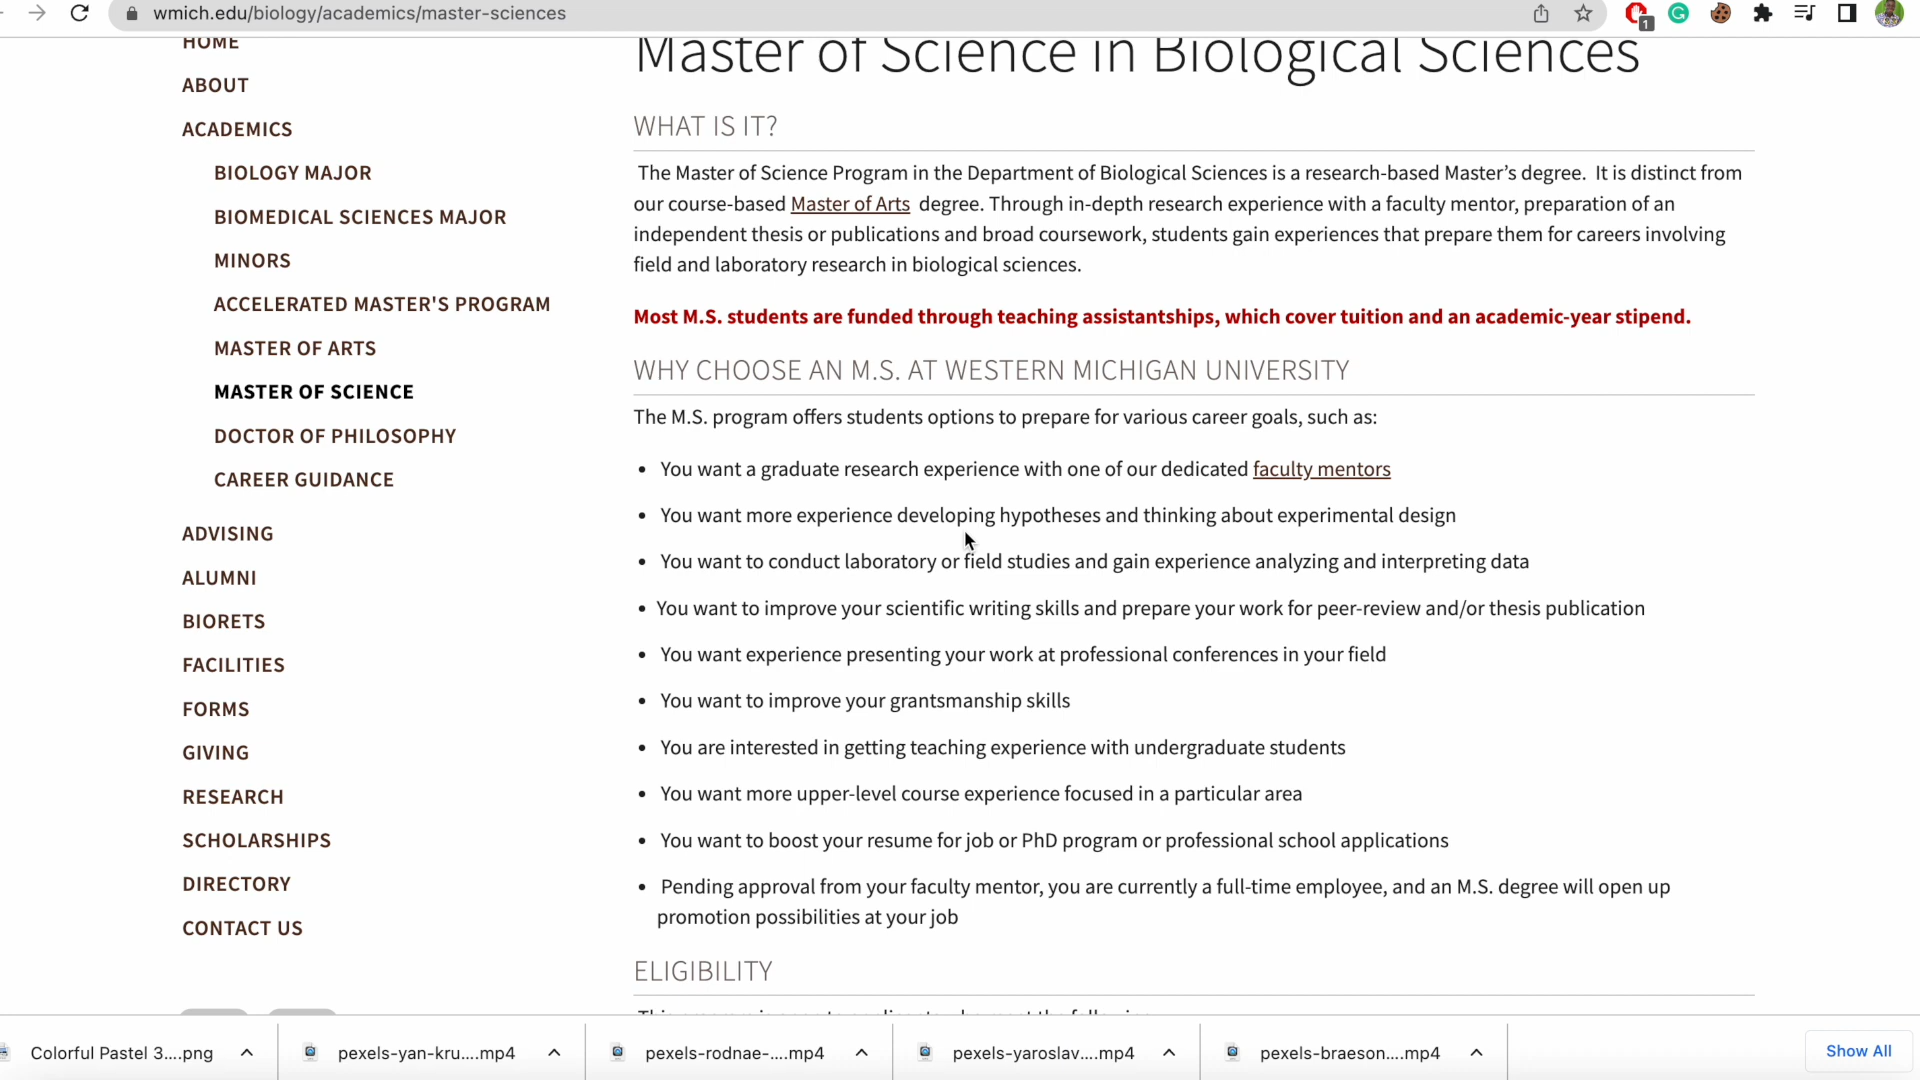 wmich.edu/biology/academics/master-sciences
1
HOME
ABOUT
ACADEMICS
BIOLOGY MAJOR
BIOMEDICAL SCIENCES MAJOR
MINORS
ACCELERATED MASTER'S PROGRAM
MASTER OF ARTS
MASTER OF SCIENCE
DOCTOR OF PHILOSOPHY
CAREER GUIDANCE
ADVISING
ALUMNI
BIORETS
FACILITIES
FORMS
GIVING
RESEARCH
SCHOLARSHIPS
DIRECTORY
CONTACT US
Master of Science in Biological Sciences
WHAT IS IT?
The Master of Science Program in the Department of Biological Sciences is a research-based Master’s degree. It is distinct from
our course-based Master of Arts degree. Through in-depth research experience with a faculty mentor, preparation of an
independent thesis or publications and broad coursework, students gain experiences that prepare them for careers involving
field and laboratory research in biological sciences.
Most M.S. students are funded through teaching assistantships, which cover tuition and an academic-year stipend.
WHY CHOOSE AN M.S. AT WESTERN MICHIGAN UNIVERSITY
The M.S. program offers students options to prepare for various career goals, such as:
• You want a graduate research experience with one of our dedicated faculty mentors
• You want more experience developing hypotheses and thinking about experimental design
• You want to conduct laboratory or field studies and gain experience analyzing and interpreting data
• You want to improve your scientific writing skills and prepare your work for peer-review and/or thesis publication
• You want experience presenting your work at professional conferences in your field
• You want to improve your grantsmanship skills
• You are interested in getting teaching experience with undergraduate students
• You want more upper-level course experience focused in a particular area
• You want to boost your resume for job or PhD program or professional school applications
• Pending approval from your faculty mentor, you are currently a full-time employee, and an M.S. degree will open up
promotion possibilities at your job
ELIGIBILITY
Colorful Pastel 3....png
pexels-yan-kru....mp4
pexels-rodnae-....mp4
pexels-yaroslav....mp4
pexels-braeson....mp4
Show All